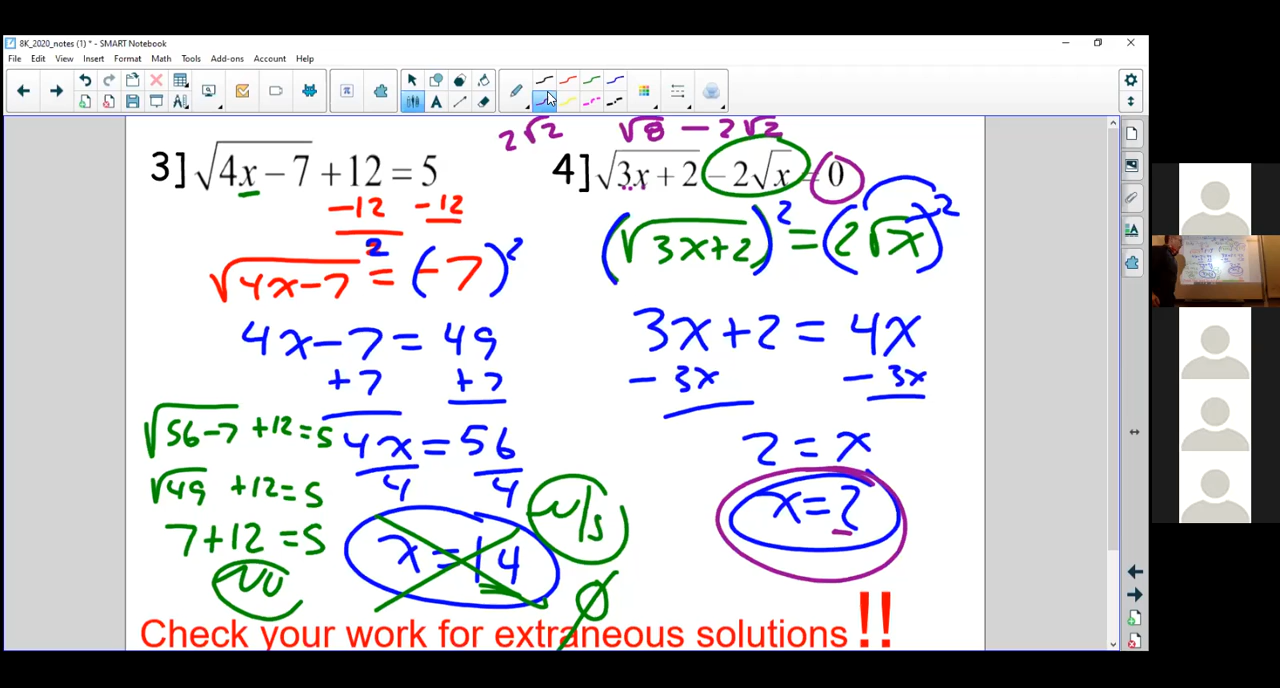 8K_2020_notes (1) * - SMART Notebook
File Edit View Insert Format Math Tools Add-ons Account Help
2√2 √8 - 2√2
3] √4x - 7 + 12 = 5
-12 -12
√4x-7 = (-7)²
2
4x-7 = 49
+7 +7
4x = 56
4 4
x=14
N/S
∅
√56-7 +12=5
√49 +12=5
7+12=5
NO
4] √3x + 2 - 2√x = 0
(√3x+2)² = (2√x)²
3x+2 = 4x
- 3x - 3x
2 = x
x=2
Check your work for extraneous solutions!!